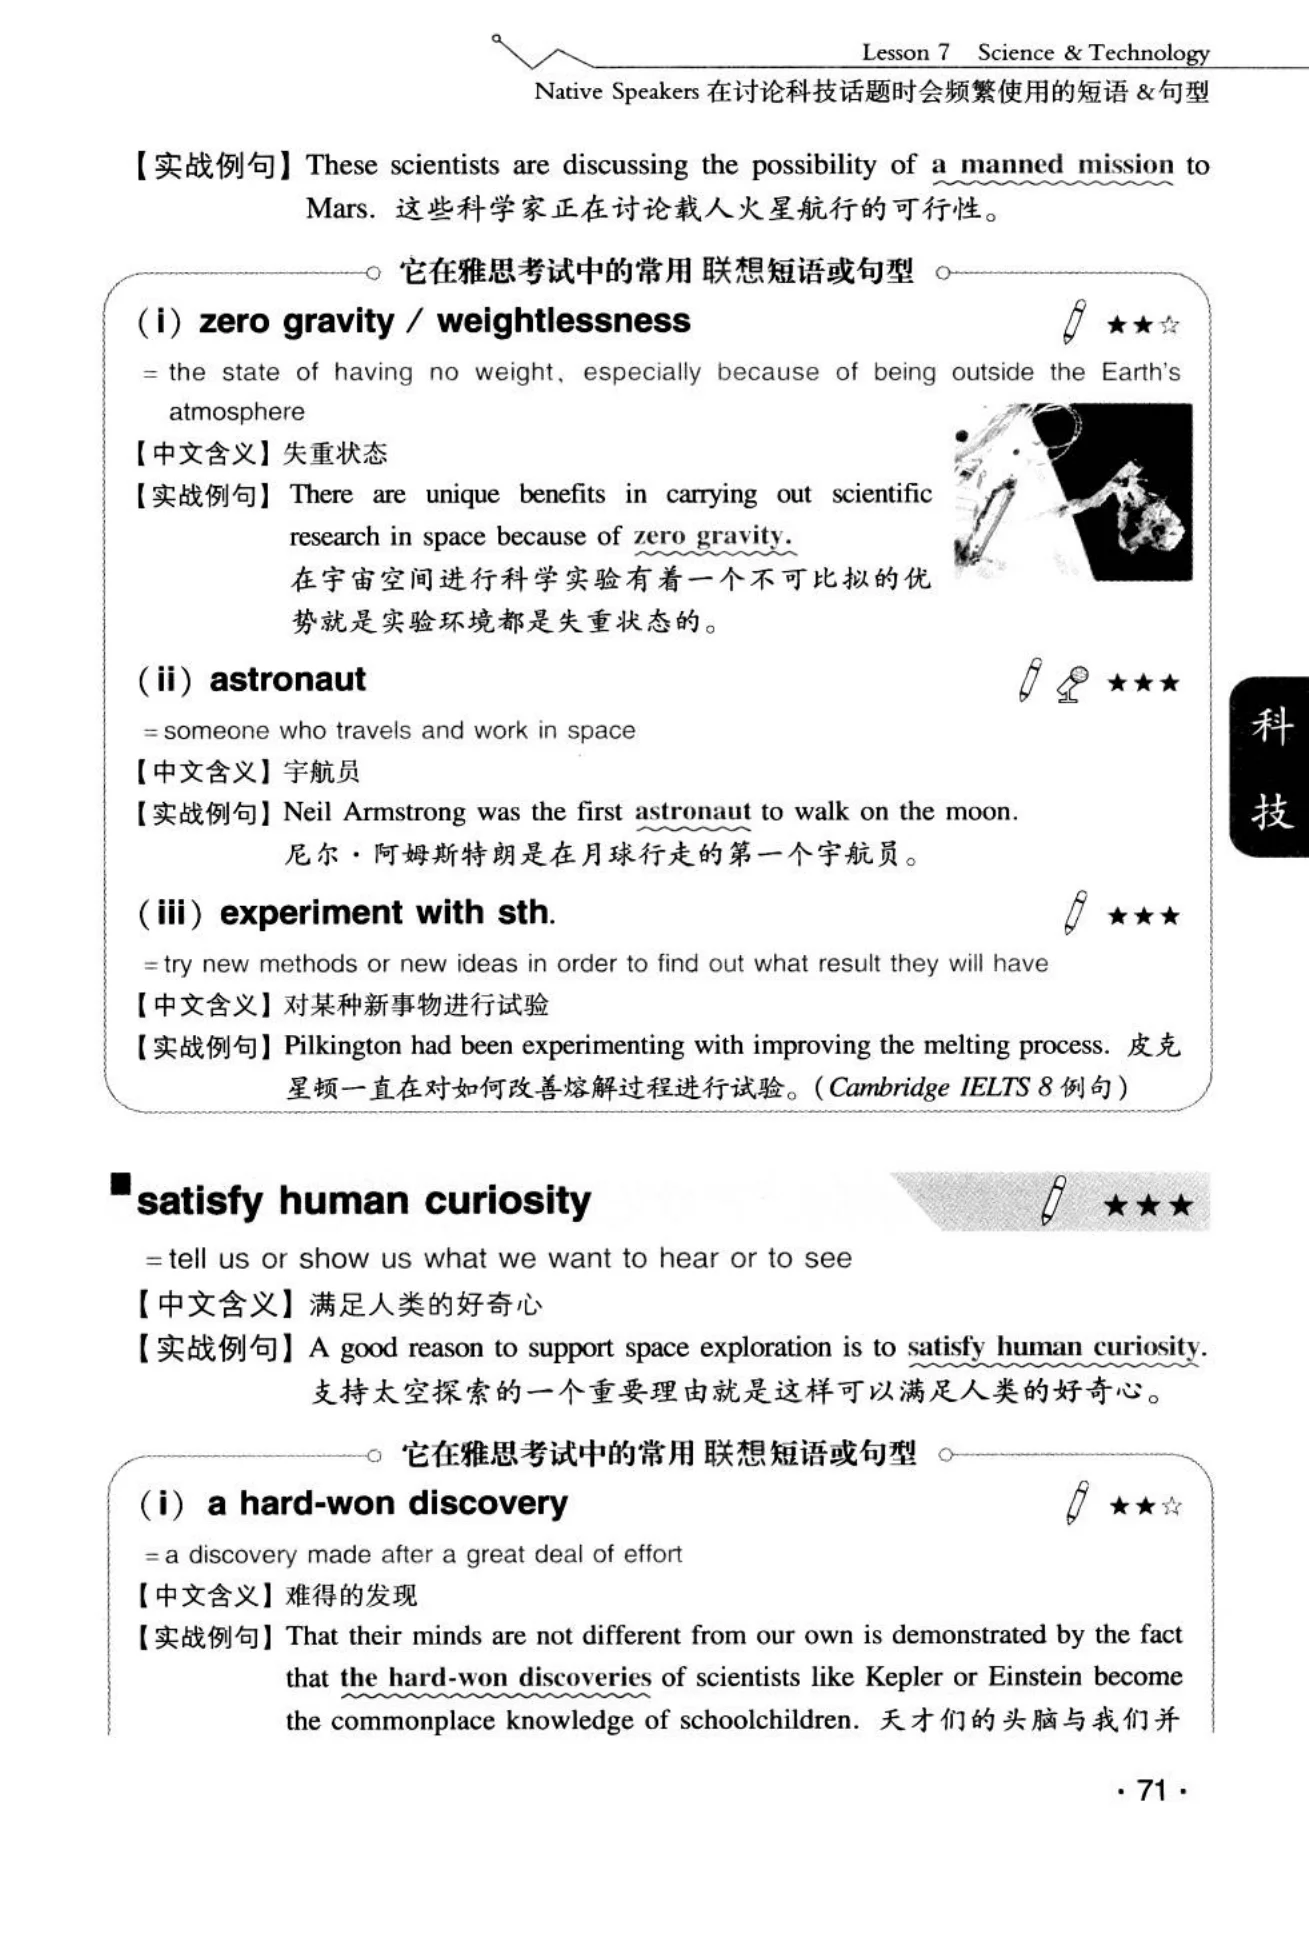 Lesson 7 Science & Technology
Native Speakers 在讨论科技话题时会频繁使用的短语 &句型
【实战例句】These scientists are discussing the possibility of a manned mission to
Mars. 这些科学家正在讨论载人火星航行的可行性。
它在雅思考试中的常用 联想短语或句型
(i) zero gravity / weightlessness ★★☆
= the state of having no weight, especially because of being outside the Earth's
atmosphere
【中文含义】失重状态
【实战例句】There are unique benefits in carrying out scientific
research in space because of zero gravity.
在宇宙空间进行科学实验有着一个不可比拟的优
势就是实验环境都是失重状态的。
(ii) astronaut ★★★
= someone who travels and work in space
【中文含义】宇航员
【实战例句】Neil Armstrong was the first astronaut to walk on the moon.
尼尔·阿姆斯特朗是在月球行走的第一个宇航员。
(iii) experiment with sth. ★★★
= try new methods or new ideas in order to find out what result they will have
【中文含义】对某种新事物进行试验
【实战例句】Pilkington had been experimenting with improving the melting process. 皮克
星顿一直在对如何改善熔解过程进行试验。(Cambridge IELTS 8 例句)
科
技
■satisfy human curiosity ★★★
= tell us or show us what we want to hear or to see
【中文含义】满足人类的好奇心
【实战例句】A good reason to support space exploration is to satisfy human curiosity.
支持太空探索的一个重要理由就是这样可以满足人类的好奇心。
它在雅思考试中的常用 联想短语或句型
(i) a hard-won discovery ★★☆
= a discovery made after a great deal of effort
【中文含义】难得的发现
【实战例句】That their minds are not different from our own is demonstrated by the fact
that the hard-won discoveries of scientists like Kepler or Einstein become
the commonplace knowledge of schoolchildren. 天才们的头脑与我们并
· 71 ·